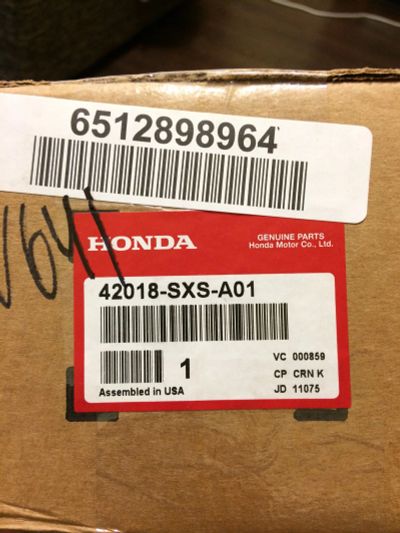 6512898964
V641
HONDA
GENUINE PARTS
Honda Motor Co., Ltd.
42018-SXS-A01
1
VC 000859
CP CRN K
JD 11075
Assembled in USA